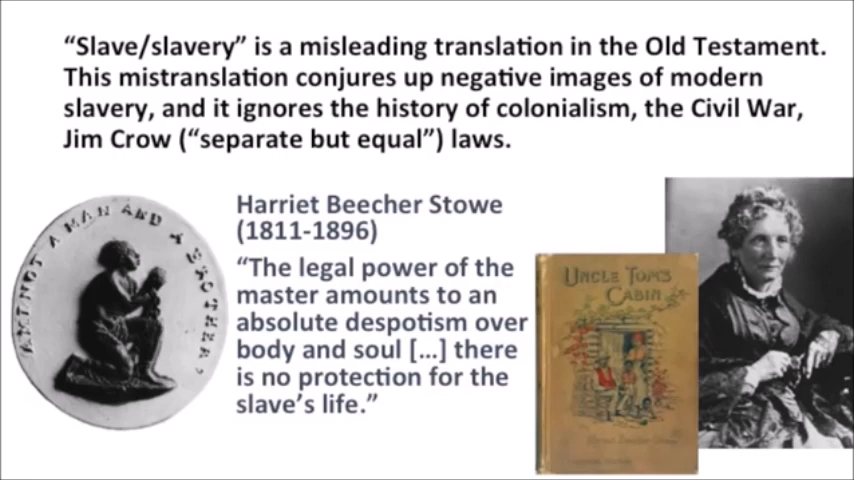 “Slave/slavery” is a misleading translation in the Old Testament.
This mistranslation conjures up negative images of modern
slavery, and it ignores the history of colonialism, the Civil War,
Jim Crow (“separate but equal”) laws.
AM I NOT A MAN AND A BROTHER?
Harriet Beecher Stowe
(1811-1896)
“The legal power of the
master amounts to an
absolute despotism over
body and soul […] there
is no protection for the
slave’s life.”
UNCLE TOM'S
CABIN